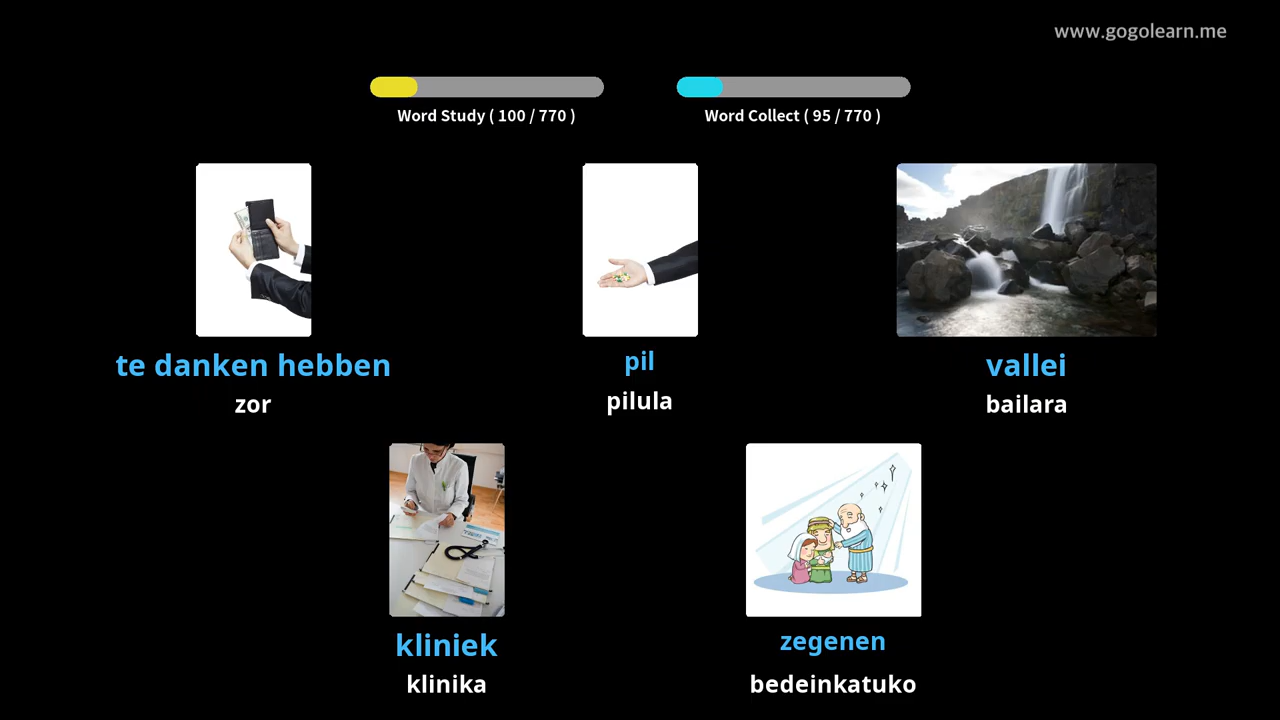 www.gogolearn.me
Word Study ( 100 / 770 )
Word Collect ( 95 / 770 )
te danken hebben
zor
pil
pilula
vallei
bailara
kliniek
klinika
zegenen
bedeinkatuko